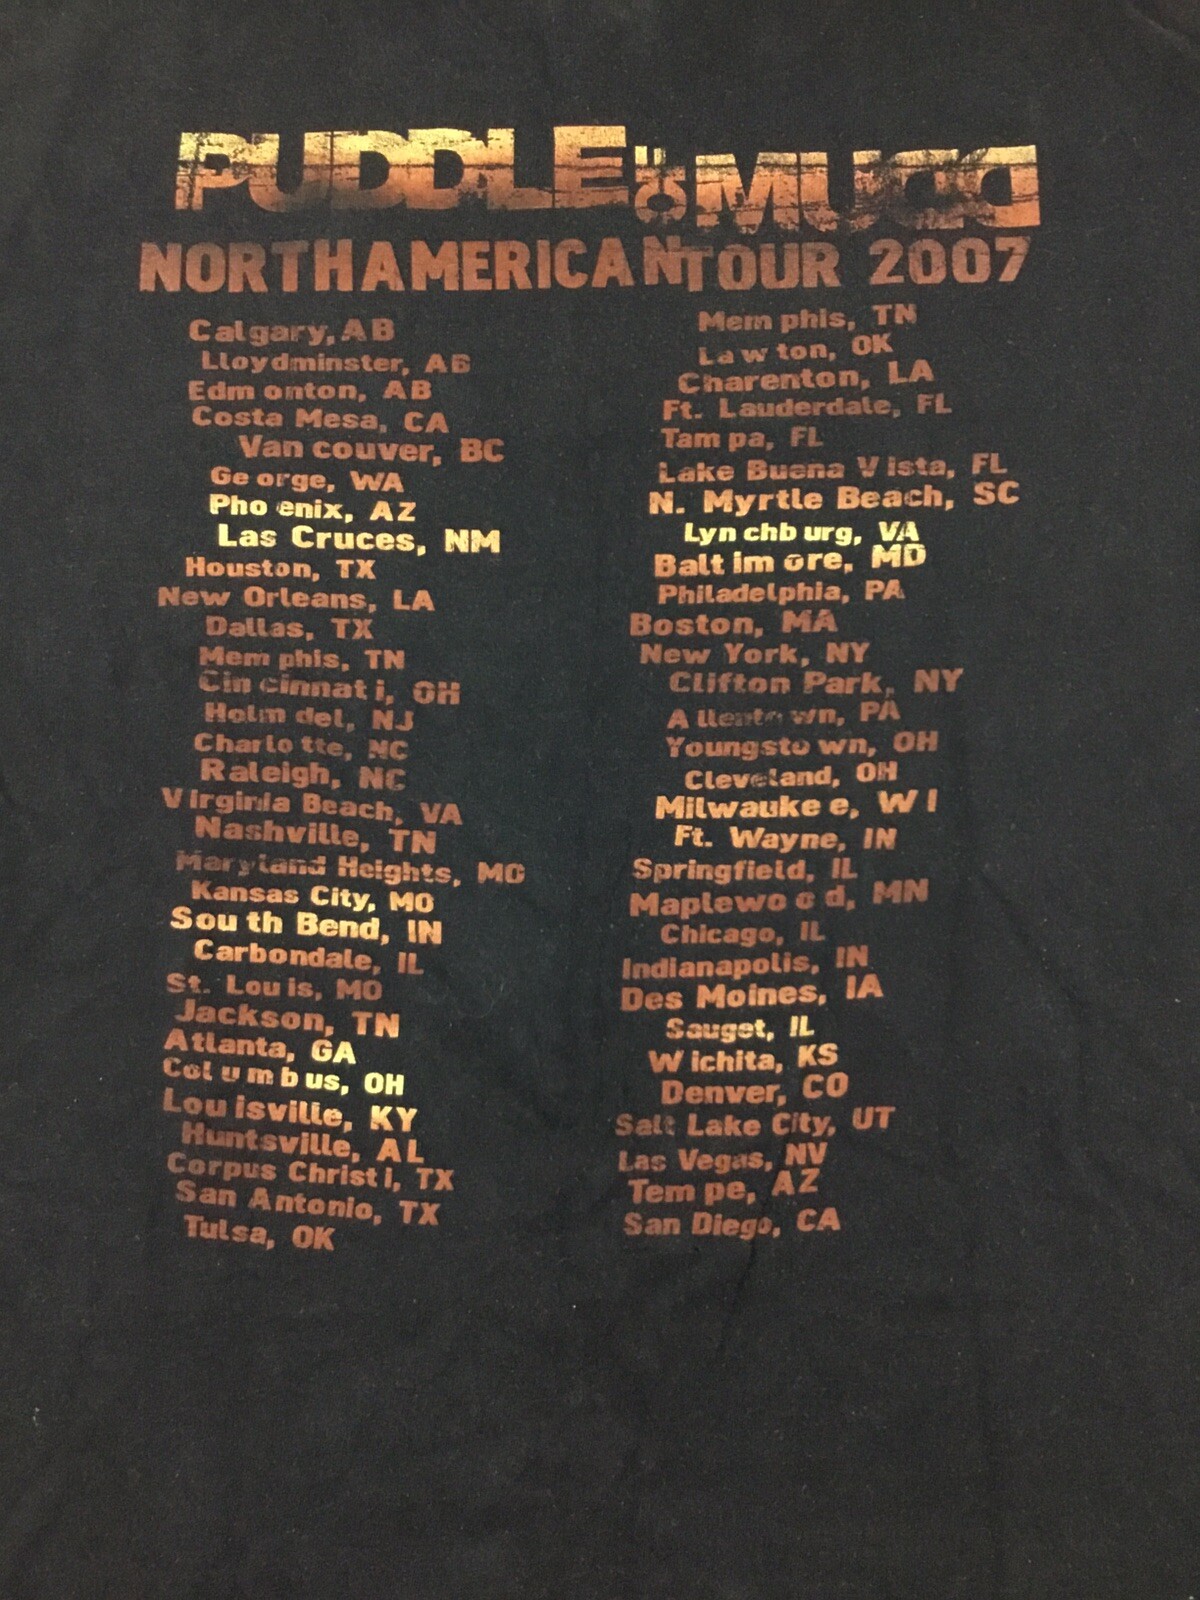 PUDDLE OF MUDD
NORTH AMERICAN TOUR 2007
Calgary, AB
Lloydminster, AB
Edmonton, AB
Costa Mesa, CA
Vancouver, BC
George, WA
Phoenix, AZ
Las Cruces, NM
Houston, TX
New Orleans, LA
Dallas, TX
Memphis, TN
Cincinnati, OH
Holmdel, NJ
Charlotte, NC
Raleigh, NC
Virginia Beach, VA
Nashville, TN
Maryland Heights, MO
Kansas City, MO
South Bend, IN
Carbondale, IL
St. Louis, MO
Jackson, TN
Atlanta, GA
Columbus, OH
Louisville, KY
Huntsville, AL
Corpus Christi, TX
San Antonio, TX
Tulsa, OK
Memphis, TN
Lawton, OK
Charenton, LA
Ft. Lauderdale, FL
Tampa, FL
Lake Buena Vista, FL
N. Myrtle Beach, SC
Lynchburg, VA
Baltimore, MD
Philadelphia, PA
Boston, MA
New York, NY
Clifton Park, NY
Allentown, PA
Youngstown, OH
Cleveland, OH
Milwaukee, WI
Ft. Wayne, IN
Springfield, IL
Maplewood, MN
Chicago, IL
Indianapolis, IN
Des Moines, IA
Sauget, IL
Wichita, KS
Denver, CO
Salt Lake City, UT
Las Vegas, NV
Tempe, AZ
San Diego, CA